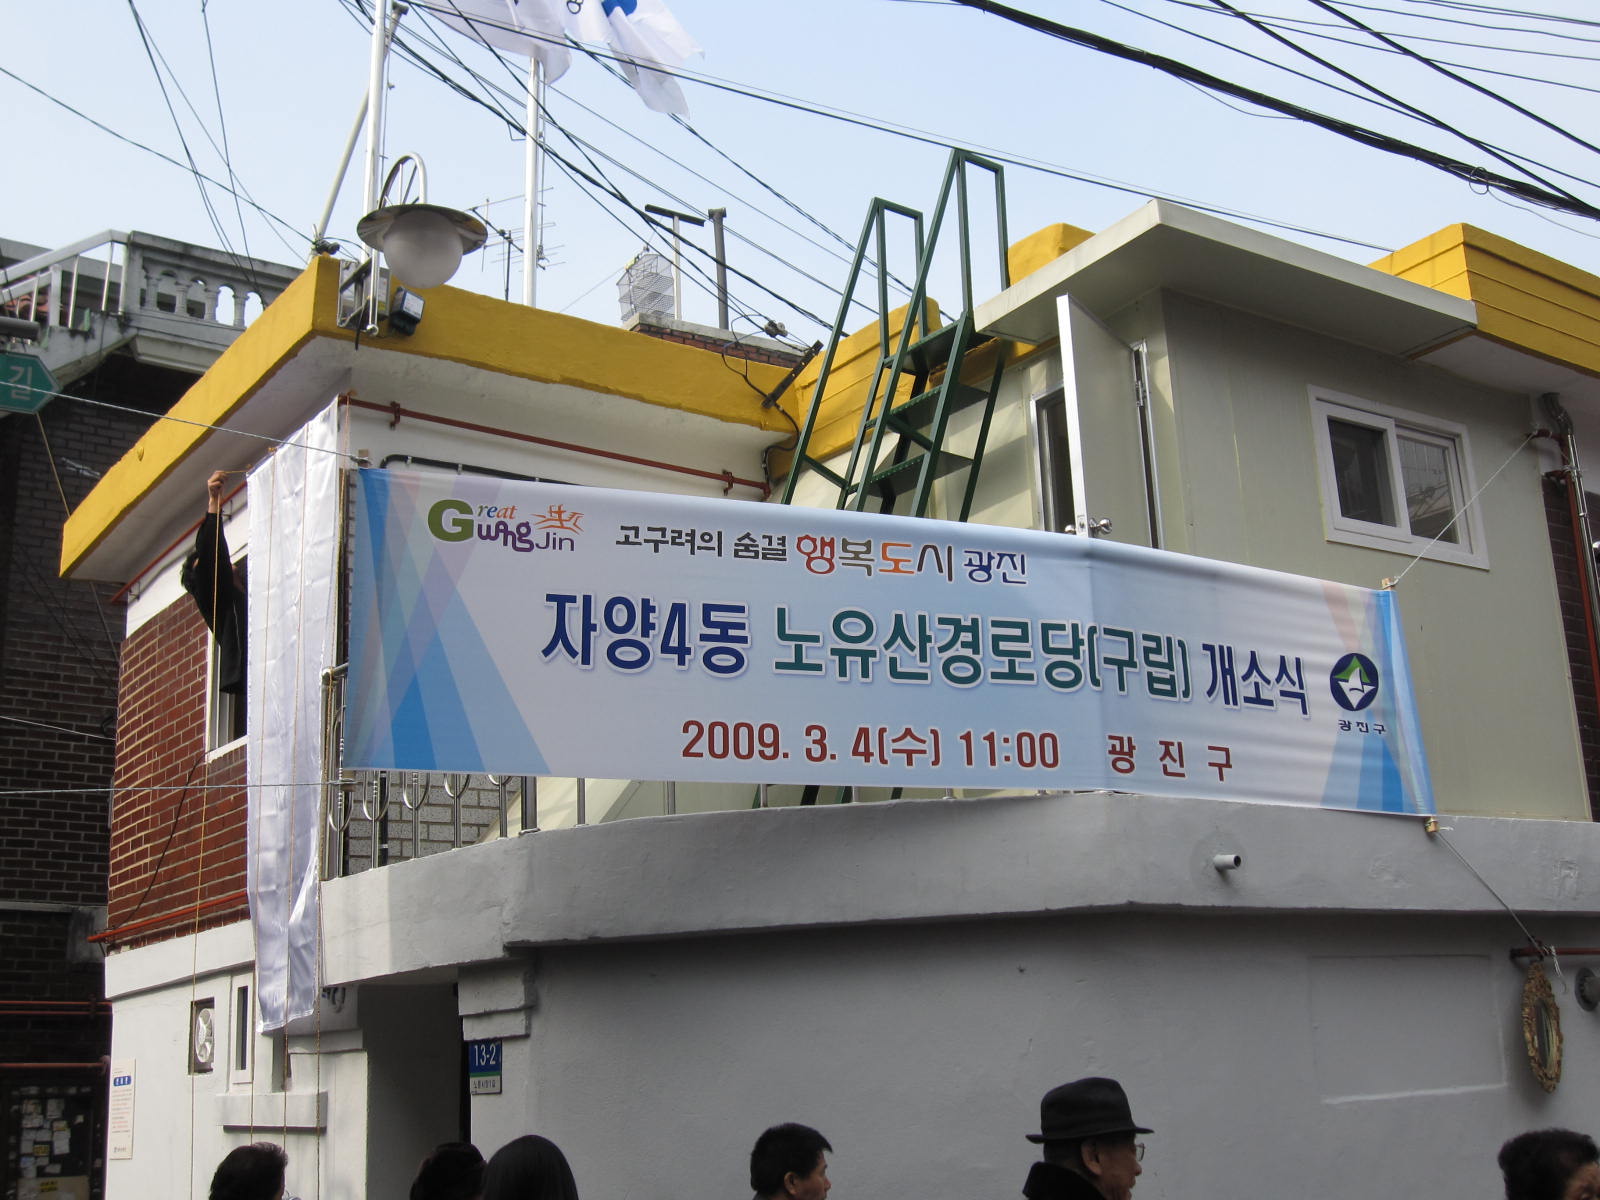 길
Great
Gwangjin
고구려의 숨결 행복도시 광진
자양4동 노유산경로당(구립) 개소식
광진구
2009. 3. 4(수) 11:00 광 진 구
13-2